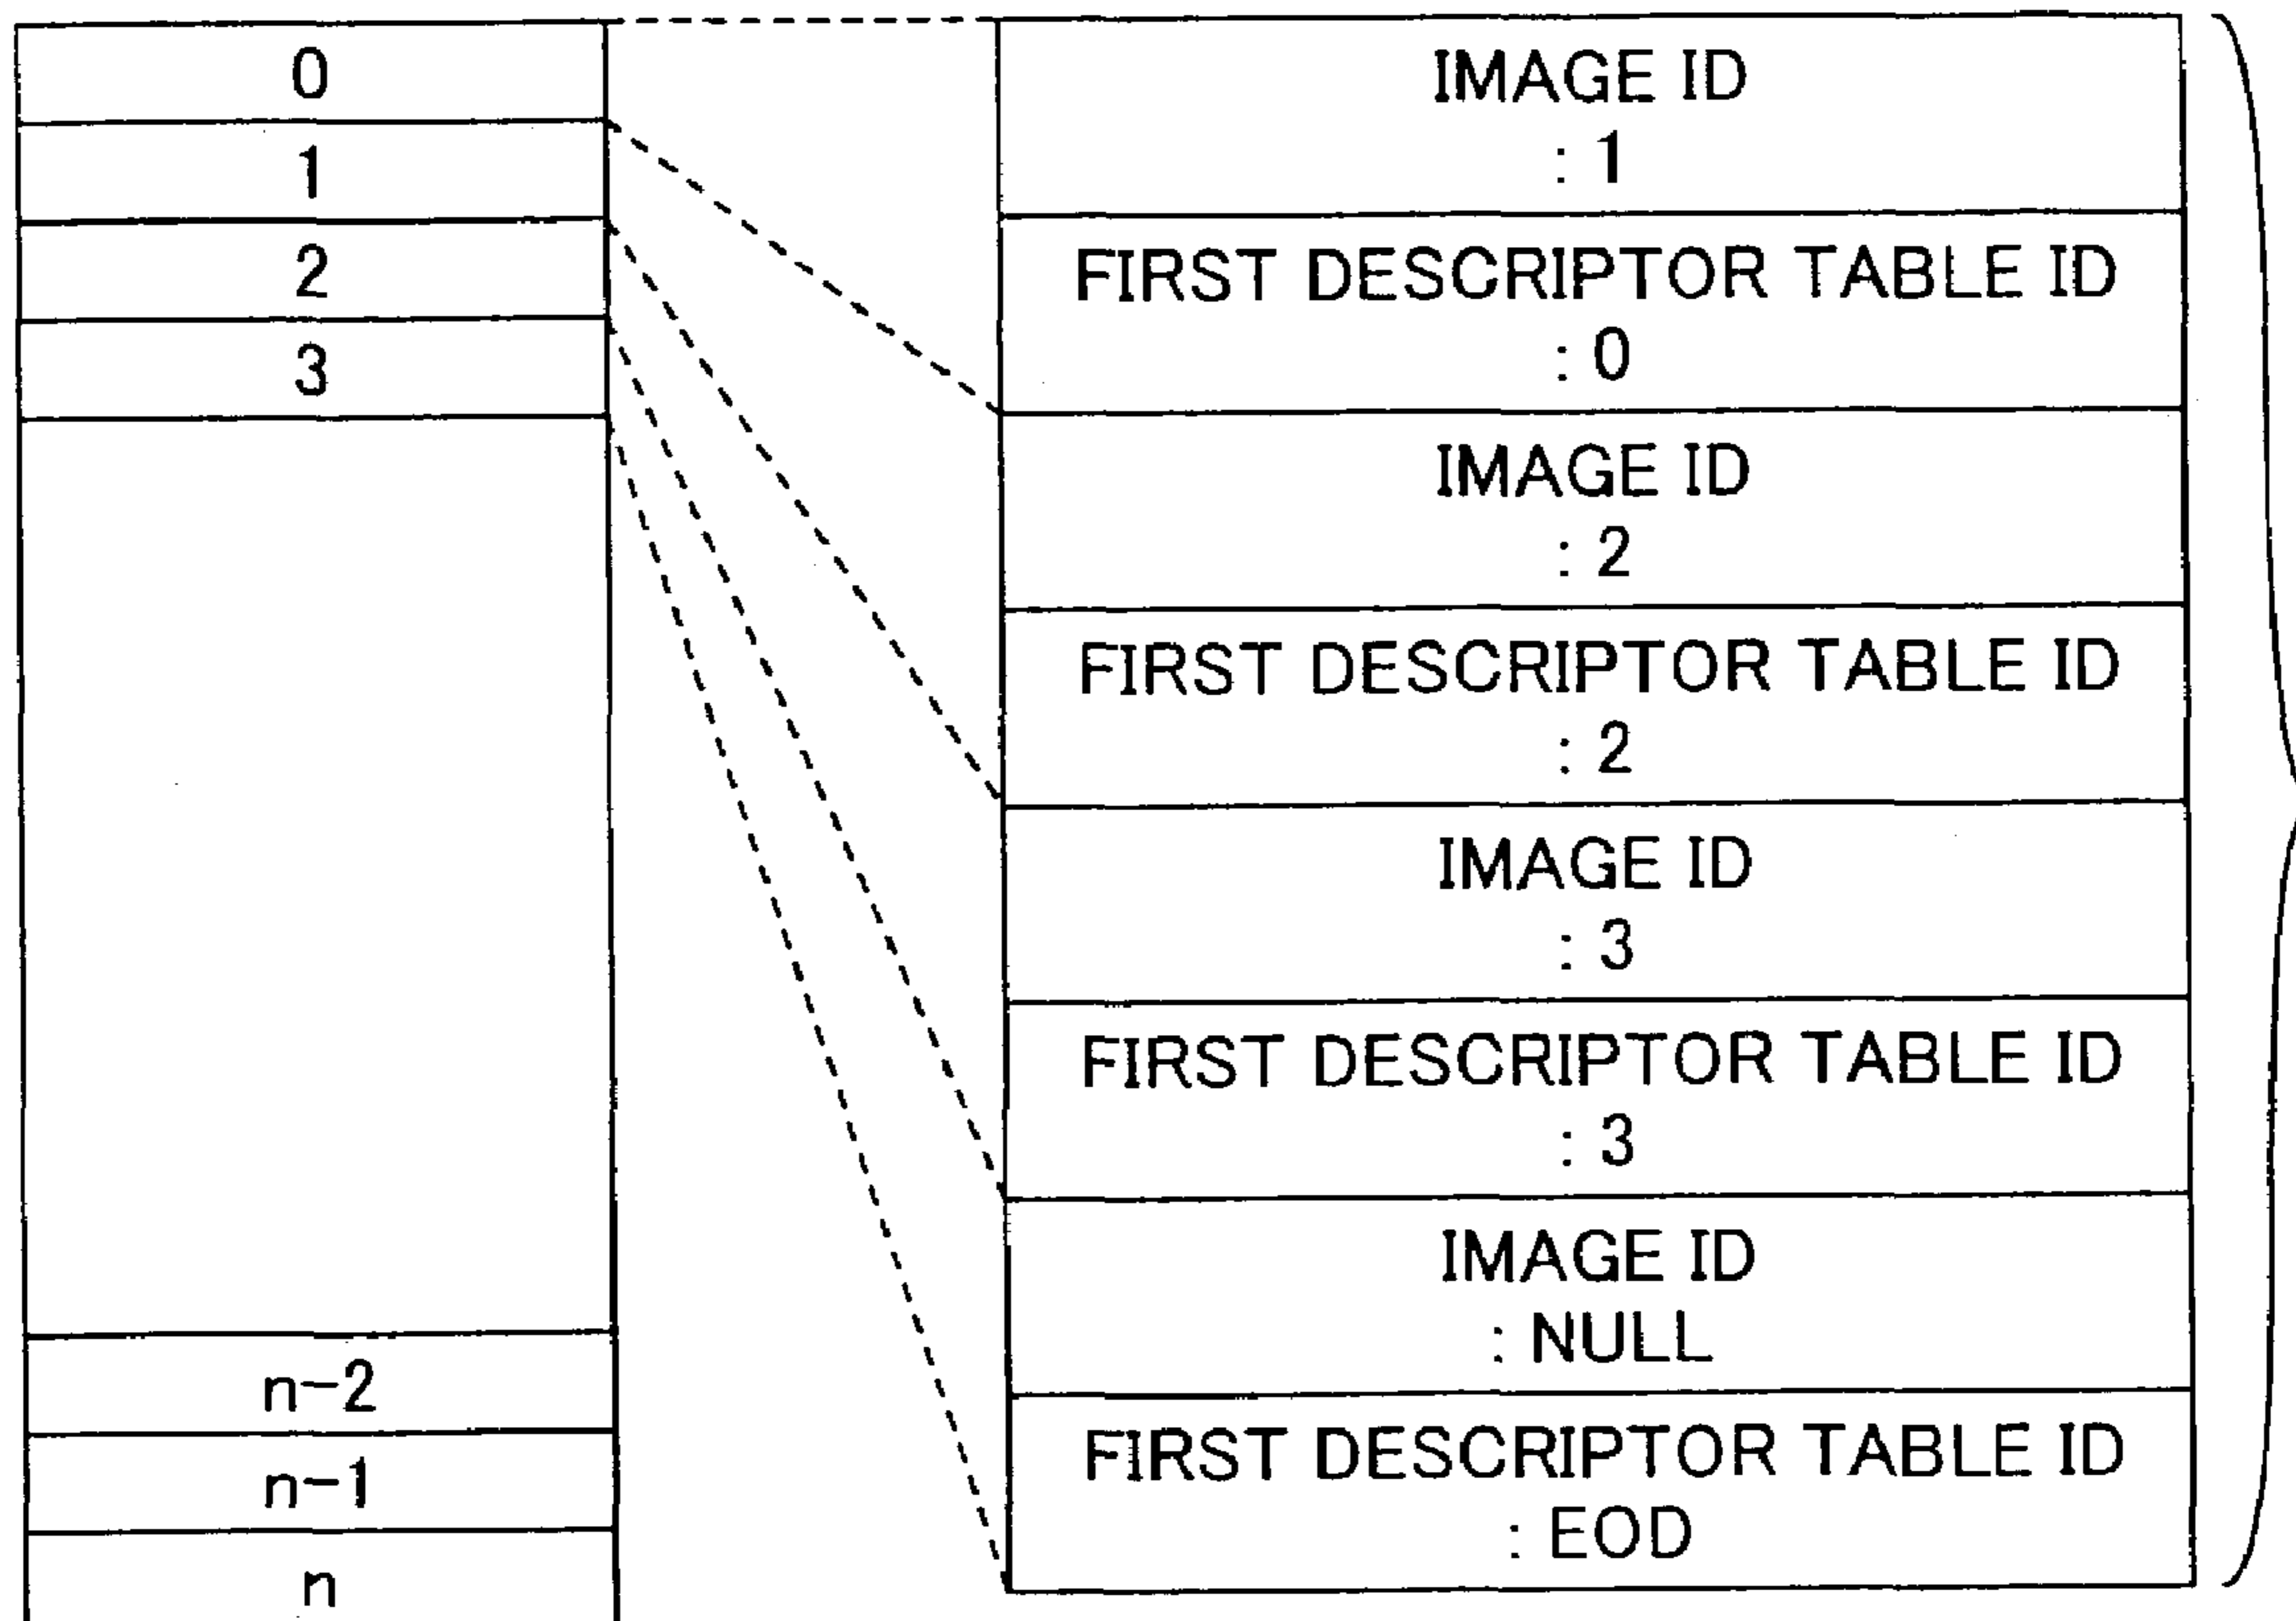 0
1
2
3
n-2
n-1
n
IMAGE ID
: 1
FIRST DESCRIPTOR TABLE ID
: 0
IMAGE ID
: 2
FIRST DESCRIPTOR TABLE ID
: 2
IMAGE ID
: 3
FIRST DESCRIPTOR TABLE ID
: 3
IMAGE ID
: NULL
FIRST DESCRIPTOR TABLE ID
: EOD